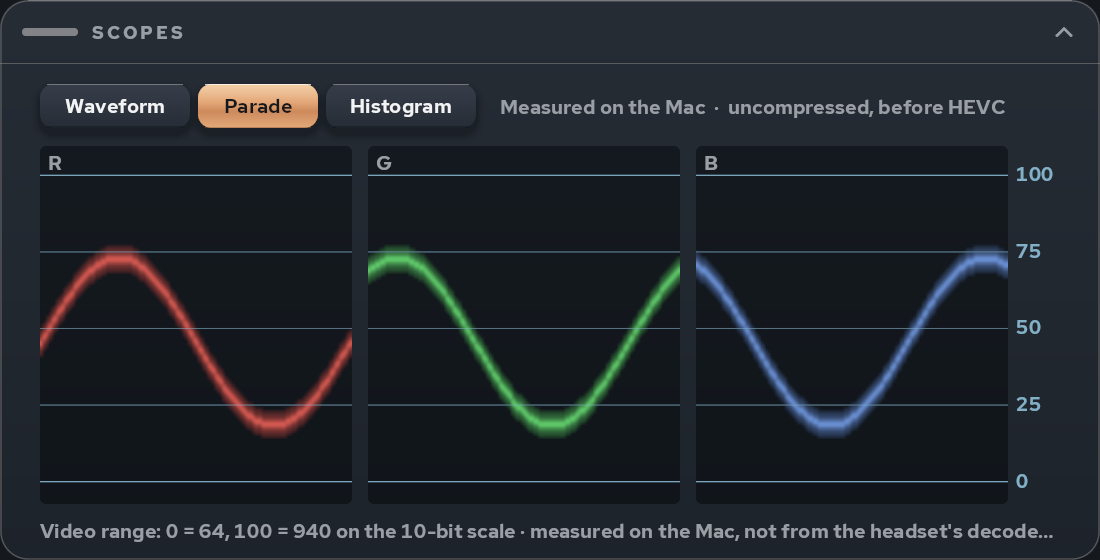 SCOPES
Waveform Parade Histogram Measured on the Mac · uncompressed, before HEVC
R G B
100
75
50
25
0
Video range: 0 = 64, 100 = 940 on the 10-bit scale · measured on the Mac, not from the headset's decode…